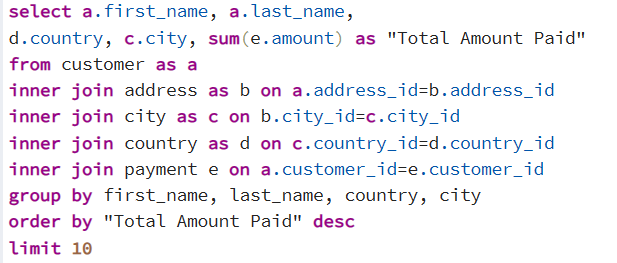 select a.first_name, a.last_name,
d.country, c.city, sum(e.amount) as "Total Amount Paid"
from customer as a
inner join address as b on a.address_id=b.address_id
inner join city as c on b.city_id=c.city_id
inner join country as d on c.country_id=d.country_id
inner join payment e on a.customer_id=e.customer_id
group by first_name, last_name, country, city
order by "Total Amount Paid" desc
limit 10